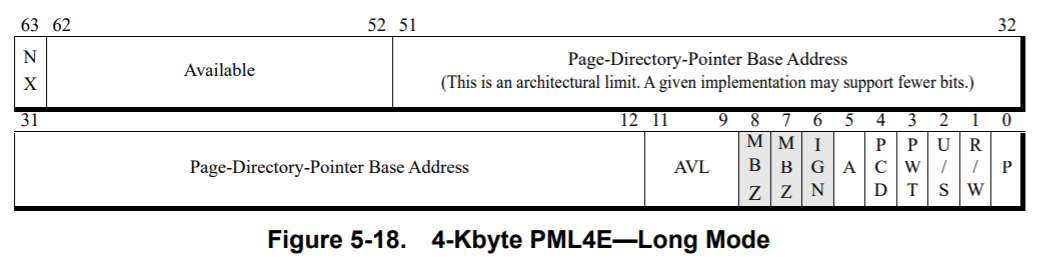 63 62 52 51 32
N X
Available
Page-Directory-Pointer Base Address
(This is an architectural limit. A given implementation may support fewer bits.)
31 12 11 9 8 7 6 5 4 3 2 1 0
Page-Directory-Pointer Base Address
AVL
MBZ
MBZ
IGN
A
PCD
PWT
U/S
R/W
P
Figure 5-18. 4-Kbyte PML4E—Long Mode